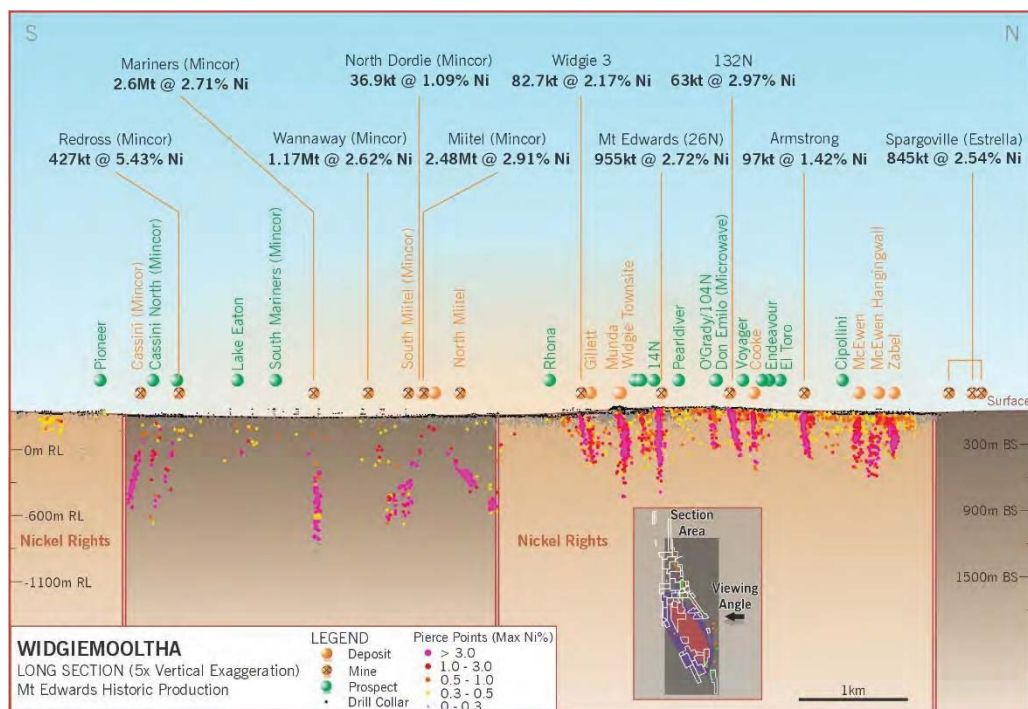 S
N
Mariners (Mincor)
2.6Mt @ 2.71% Ni
North Dordie (Mincor)
36.9kt @ 1.09% Ni
Widgie 3
82.7kt @ 2.17% Ni
132N
63kt @ 2.97% Ni
Redross (Mincor)
427kt @ 5.43% Ni
Wannaway (Mincor)
1.17Mt @ 2.62% Ni
Miitel (Mincor)
2.48Mt @ 2.91% Ni
Mt Edwards (26N)
955kt @ 2.72% Ni
Armstrong
97kt @ 1.42% Ni
Spargoville (Estrella)
845kt @ 2.54% Ni
Pioneer
Cassini (Mincor)
Cassini North (Mincor)
Lake Eaton
South Mariners (Mincor)
South Miitel (Mincor)
North Miitel
Rhona
Gillett
Munda
Widgie Townsite
14N
Pearldiver
O'Grady/104N
Don Emilo (Microwave)
Voyager
Cooke
Endeavour
El Toro
Cipollini
McEwen
McEwen Hangingwall
Zabel
Surface
0m RL
300m BS
-600m RL
900m BS
Nickel Rights
Nickel Rights
-1100m RL
1500m BS
Section
Area
Viewing
Angle
WIDGIEMOOLTHA
LONG SECTION (5x Vertical Exaggeration)
Mt Edwards Historic Production
LEGEND
Deposit
Mine
Prospect
Drill Collar
Pierce Points (Max Ni%)
> 3.0
1.0 - 3.0
0.5 - 1.0
0.3 - 0.5
0 - 0.3
1km